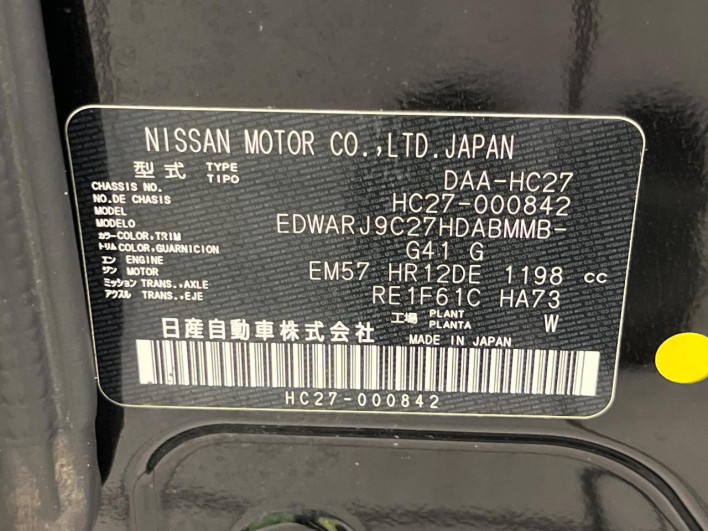 NISSAN MOTOR CO.,LTD.JAPAN
型式 TYPE TIPO DAA-HC27
CHASSIS NO.
NO.DE CHASIS HC27-000842
MODEL
MODELO EDWARJ9C27HDABMMB-
カラー COLOR,TRIM
トリム COLOR,GUARNICION G41 G
エン ENGINE
ジン MOTOR EM57 HR12DE 1198 cc
ミッション TRANS.,AXLE
アクスル TRANS.,EJE RE1F61C HA73
工場 PLANT PLANTA W
日産自動車株式会社 MADE IN JAPAN
HC27-000842